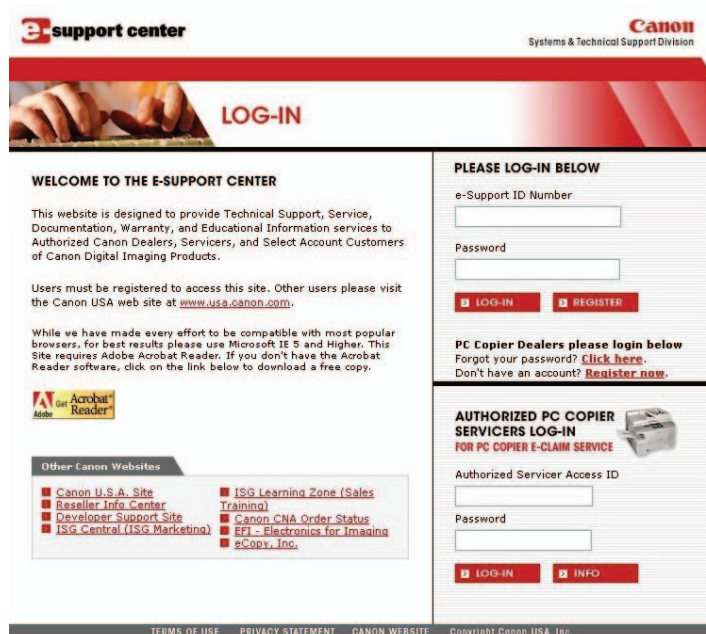 e-support center
Canon
Systems & Technical Support Division
LOG-IN
WELCOME TO THE E-SUPPORT CENTER
This website is designed to provide Technical Support, Service,
Documentation, Warranty, and Educational Information services to
Authorized Canon Dealers, Servicers, and Select Account Customers
of Canon Digital Imaging Products.
Users must be registered to access this site. Other users please visit
the Canon USA web site at www.usa.canon.com.
While we have made every effort to be compatible with most popular
browsers, for best results please use Microsoft IE 5 and Higher. This
Site requires Adobe Acrobat Reader. If you don't have the Acrobat
Reader software, click on the link below to download a free copy.
Adobe
Get Acrobat®
Reader®
Other Canon Websites
Canon U.S.A. Site
Reseller Info Center
Developer Support Site
ISG Central (ISG Marketing)
ISG Learning Zone (Sales
Training)
Canon CNA Order Status
EFI - Electronics for Imaging
eCopy, Inc.
PLEASE LOG-IN BELOW
e-Support ID Number
Password
LOG-IN
REGISTER
PC Copier Dealers please login below
Forgot your password? Click here.
Don't have an account? Register now.
AUTHORIZED PC COPIER
SERVICERS LOG-IN
FOR PC COPIER E-CLAIM SERVICE
Authorized Servicer Access ID
Password
LOG-IN
INFO
TERMS OF USE PRIVACY STATEMENT CANON WEBSITE Copyright Canon USA, Inc.